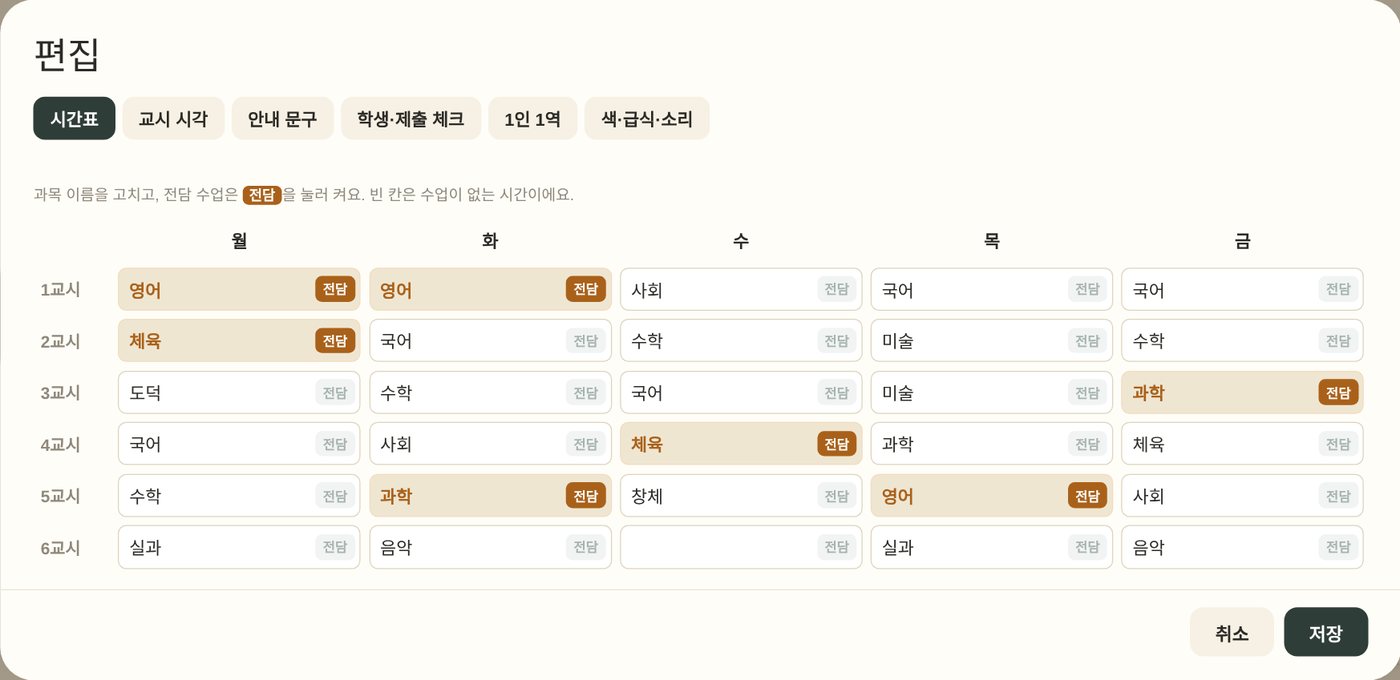 편집
시간표 교시 시각 안내 문구 학생·제출 체크 1인 1역 색·급식·소리
과목 이름을 고치고, 전담 수업은 전담을 눌러 켜요. 빈 칸은 수업이 없는 시간이에요.
월 화 수 목 금
1교시 영어 전담 영어 전담 사회 전담 국어 전담 국어 전담
2교시 체육 전담 국어 전담 수학 전담 미술 전담 수학 전담
3교시 도덕 전담 수학 전담 국어 전담 미술 전담 과학 전담
4교시 국어 전담 사회 전담 체육 전담 과학 전담 체육 전담
5교시 수학 전담 과학 전담 창체 전담 영어 전담 사회 전담
6교시 실과 전담 음악 전담 전담 실과 전담 음악 전담
취소 저장